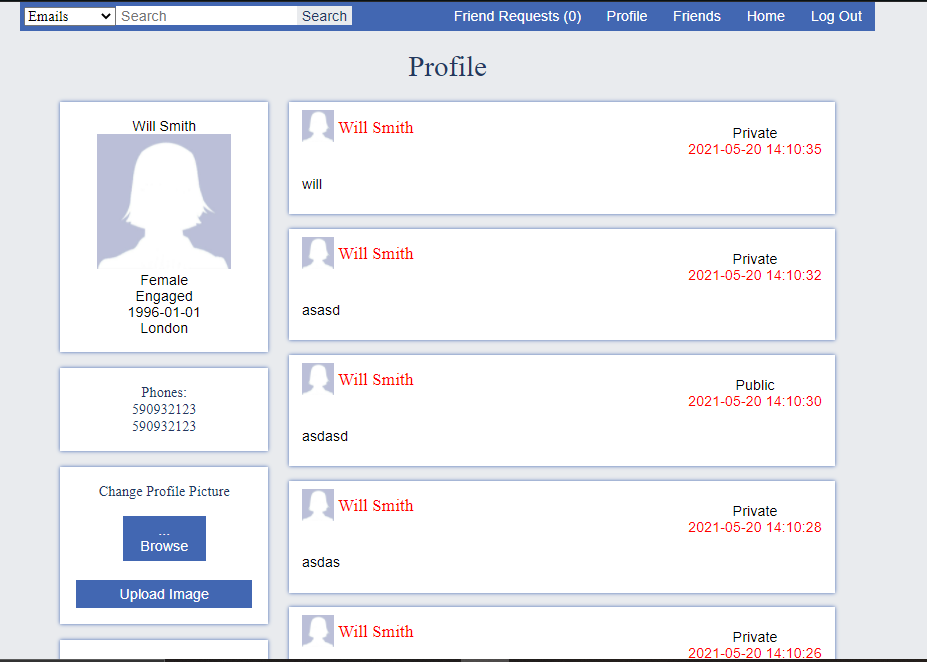 Emails Search Search Friend Requests (0) Profile Friends Home Log Out
Profile
Will Smith
Female
Engaged
1996-01-01
London
Phones:
590932123
590932123
Change Profile Picture
...
Browse
Upload Image
Will Smith
Private
2021-05-20 14:10:35
will
Will Smith
Private
2021-05-20 14:10:32
asasd
Will Smith
Public
2021-05-20 14:10:30
asdasd
Will Smith
Private
2021-05-20 14:10:28
asdas
Will Smith
Private
2021-05-20 14:10:26